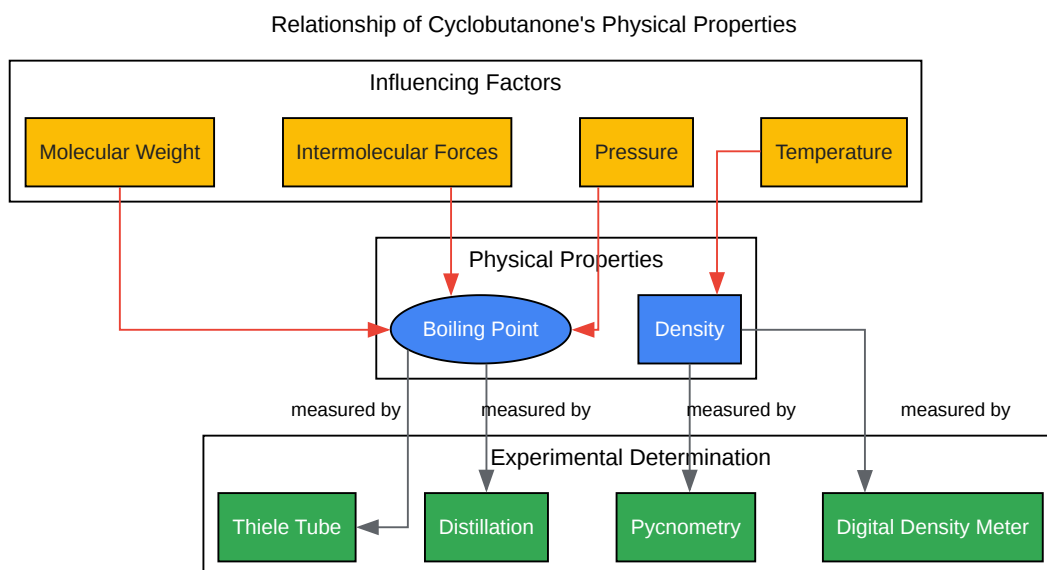 Relationship of Cyclobutanone's Physical Properties
Influencing Factors
Molecular Weight
Intermolecular Forces
Pressure
Temperature
Physical Properties
Boiling Point
Density
measured by
measured by
measured by
measured by
Experimental Determination
Thiele Tube
Distillation
Pycnometry
Digital Density Meter